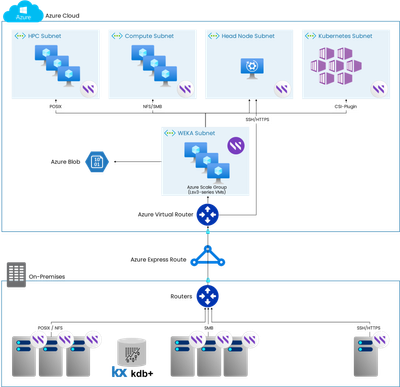 Azure
Azure Cloud
HPC Subnet
Compute Subnet
Head Node Subnet
Kubernetes Subnet
POSIX
NFS/SMB
SSH/HTTPS
CSI-Plugin
WEKA Subnet
Azure Blob
10
01
Azure Scale Group
(Lsv3-series VMs)
Azure Virtual Router
Azure Express Route
On-Premises
Routers
POSIX / NFS
SMB
SSH/HTTPS
kx kdb+